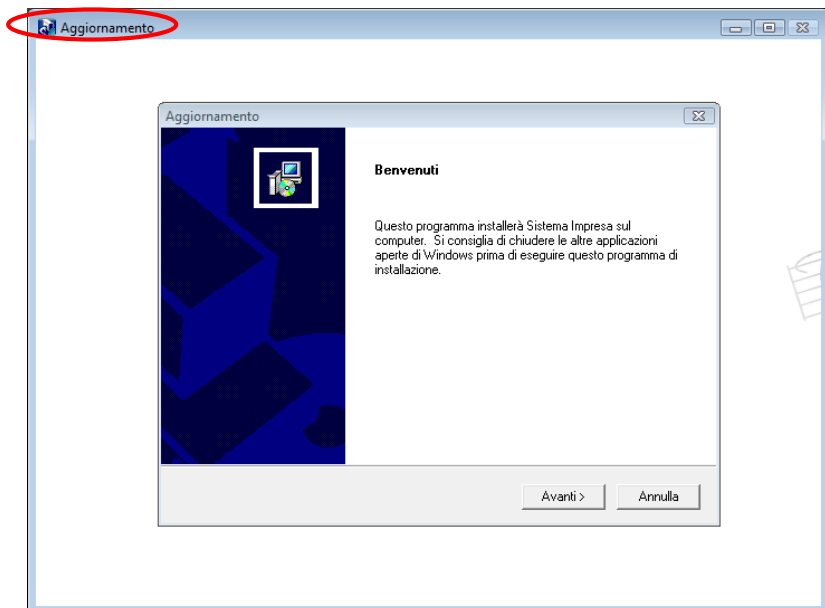 Aggiornamento
Aggiornamento
Benvenuti
Questo programma installerà Sistema Impresa sul
computer. Si consiglia di chiudere le altre applicazioni
aperte di Windows prima di eseguire questo programma di
installazione.
Avanti >
Annulla